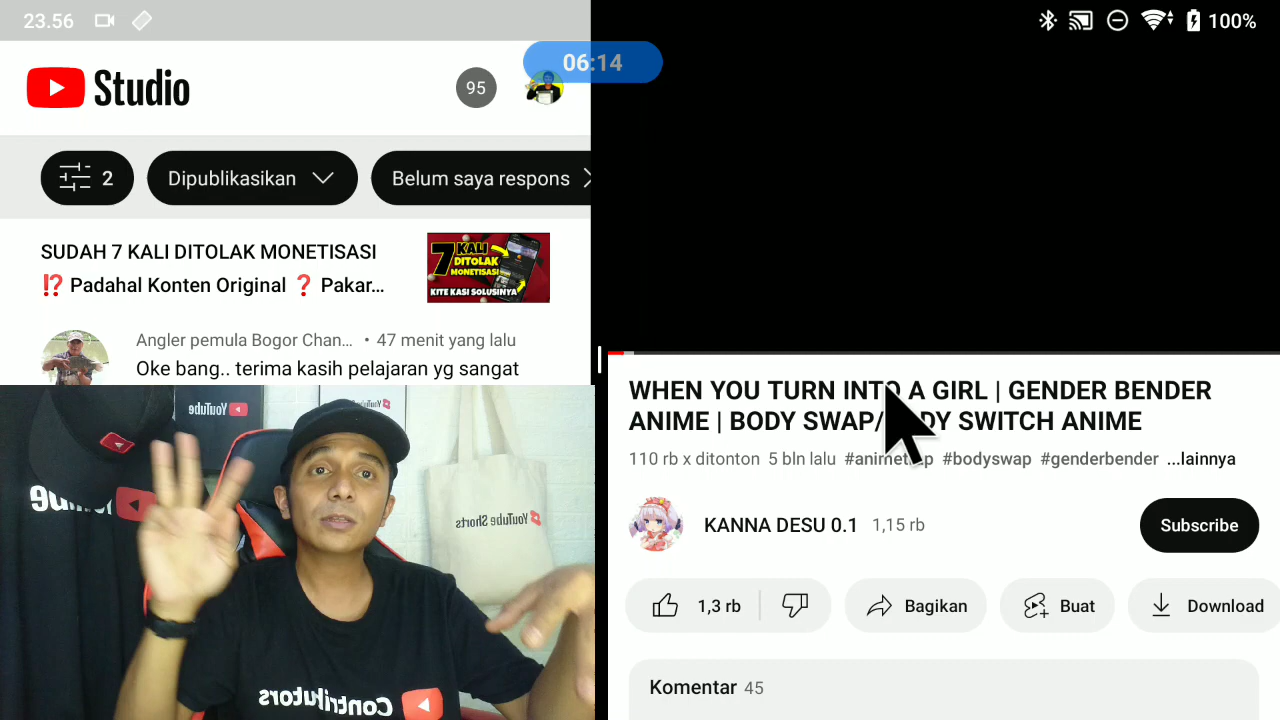 23.56
100%
06:14
Studio
95
2
Dipublikasikan
Belum saya respons
SUDAH 7 KALI DITOLAK MONETISASI
⁉️ Padahal Konten Original ❓ Pakar...
7 KALI
DITOLAK
MONETISASI
KITE KASI SOLUSINYA
Angler pemula Bogor Chan... • 47 menit yang lalu
Oke bang.. terima kasih pelajaran yg sangat
YouTube
YouTube Shorts
Contributors
WHEN YOU TURN INTO A GIRL | GENDER BENDER
ANIME | BODY SWAP/ SWITCH ANIME
110 rb x ditonton 5 bln lalu #bodyswap #genderbender ...lainnya
KANNA DESU 0.1 1,15 rb
Subscribe
1,3 rb
Bagikan
Buat
Download
Komentar 45